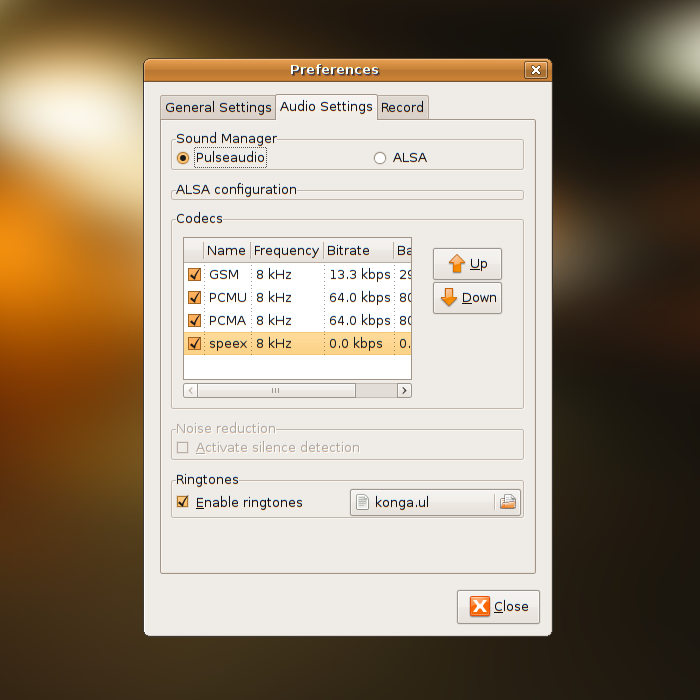 Preferences
General Settings Audio Settings Record
Sound Manager
Pulseaudio ALSA
ALSA configuration
Codecs
Name Frequency Bitrate
GSM 8 kHz 13.3 kbps 29
PCMU 8 kHz 64.0 kbps 80
PCMA 8 kHz 64.0 kbps 80
speex 8 kHz 0.0 kbps 0.
Up
Down
Noise reduction
Activate silence detection
Ringtones
Enable ringtones konga.ul
Close